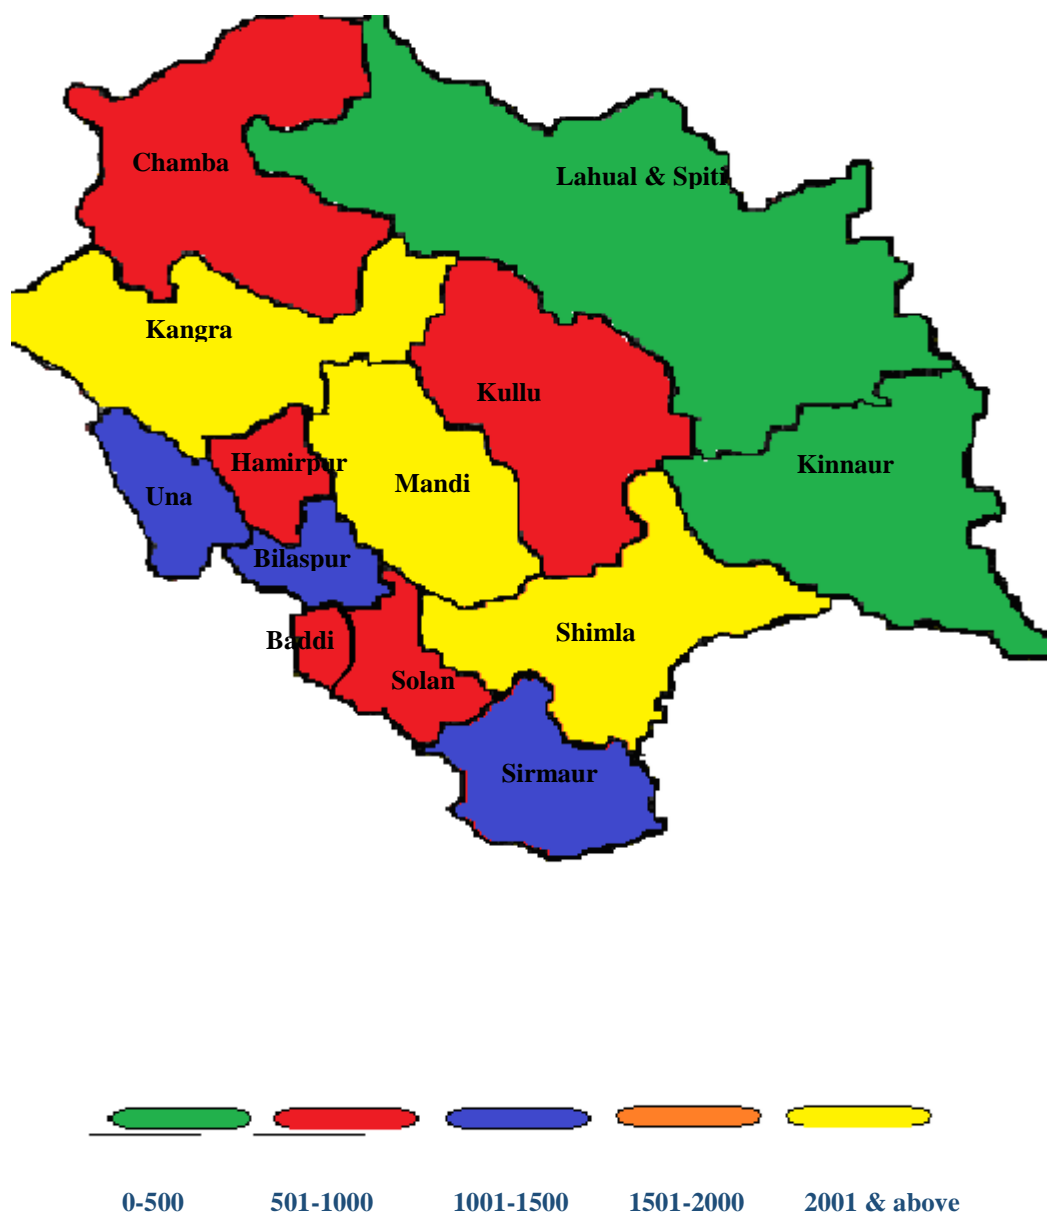 Chamba
Lahual & Spiti
Kangra
Kullu
Hamirpur
Kinnaur
Mandi
Una
Bilaspur
Baddi
Shimla
Solan
Sirmaur
0-500 501-1000 1001-1500 1501-2000 2001 & above